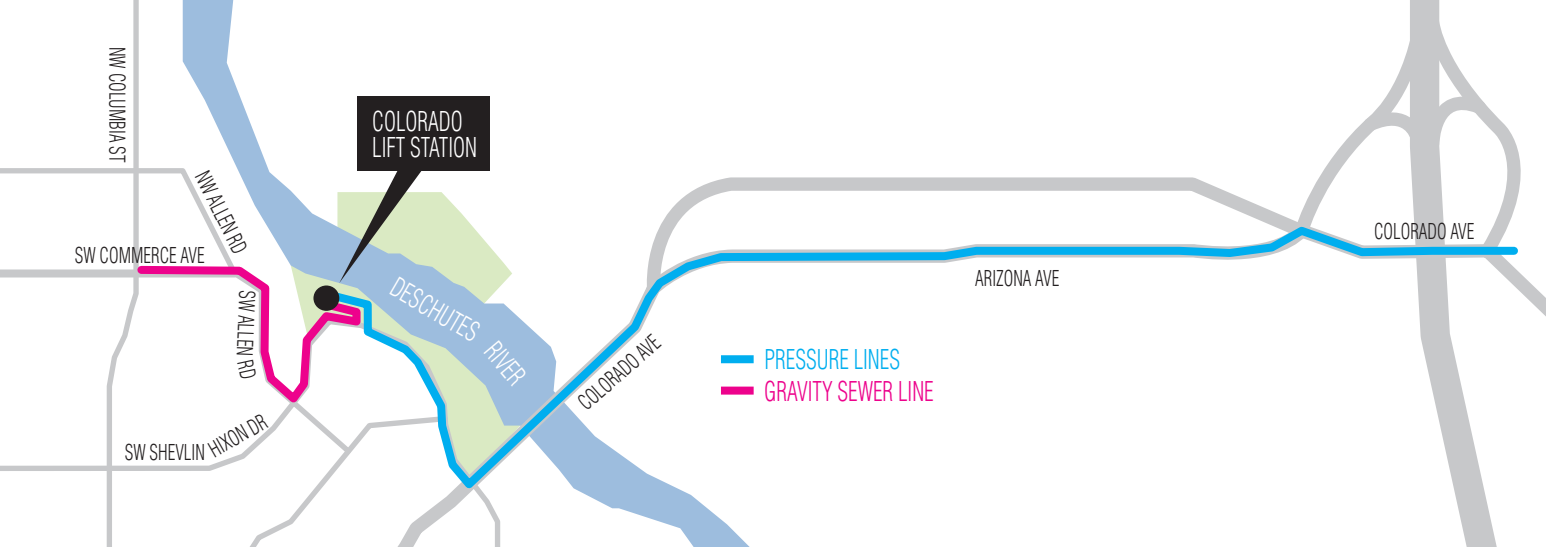 NW COLUMBIA ST
COLORADO
LIFT STATION
NW ALLEN RD
SW COMMERCE AVE
COLORADO AVE
ARIZONA AVE
DESCHUTES RIVER
SW ALLEN RD
COLORADO AVE
PRESSURE LINES
GRAVITY SEWER LINE
SW SHEVLIN HIXON DR